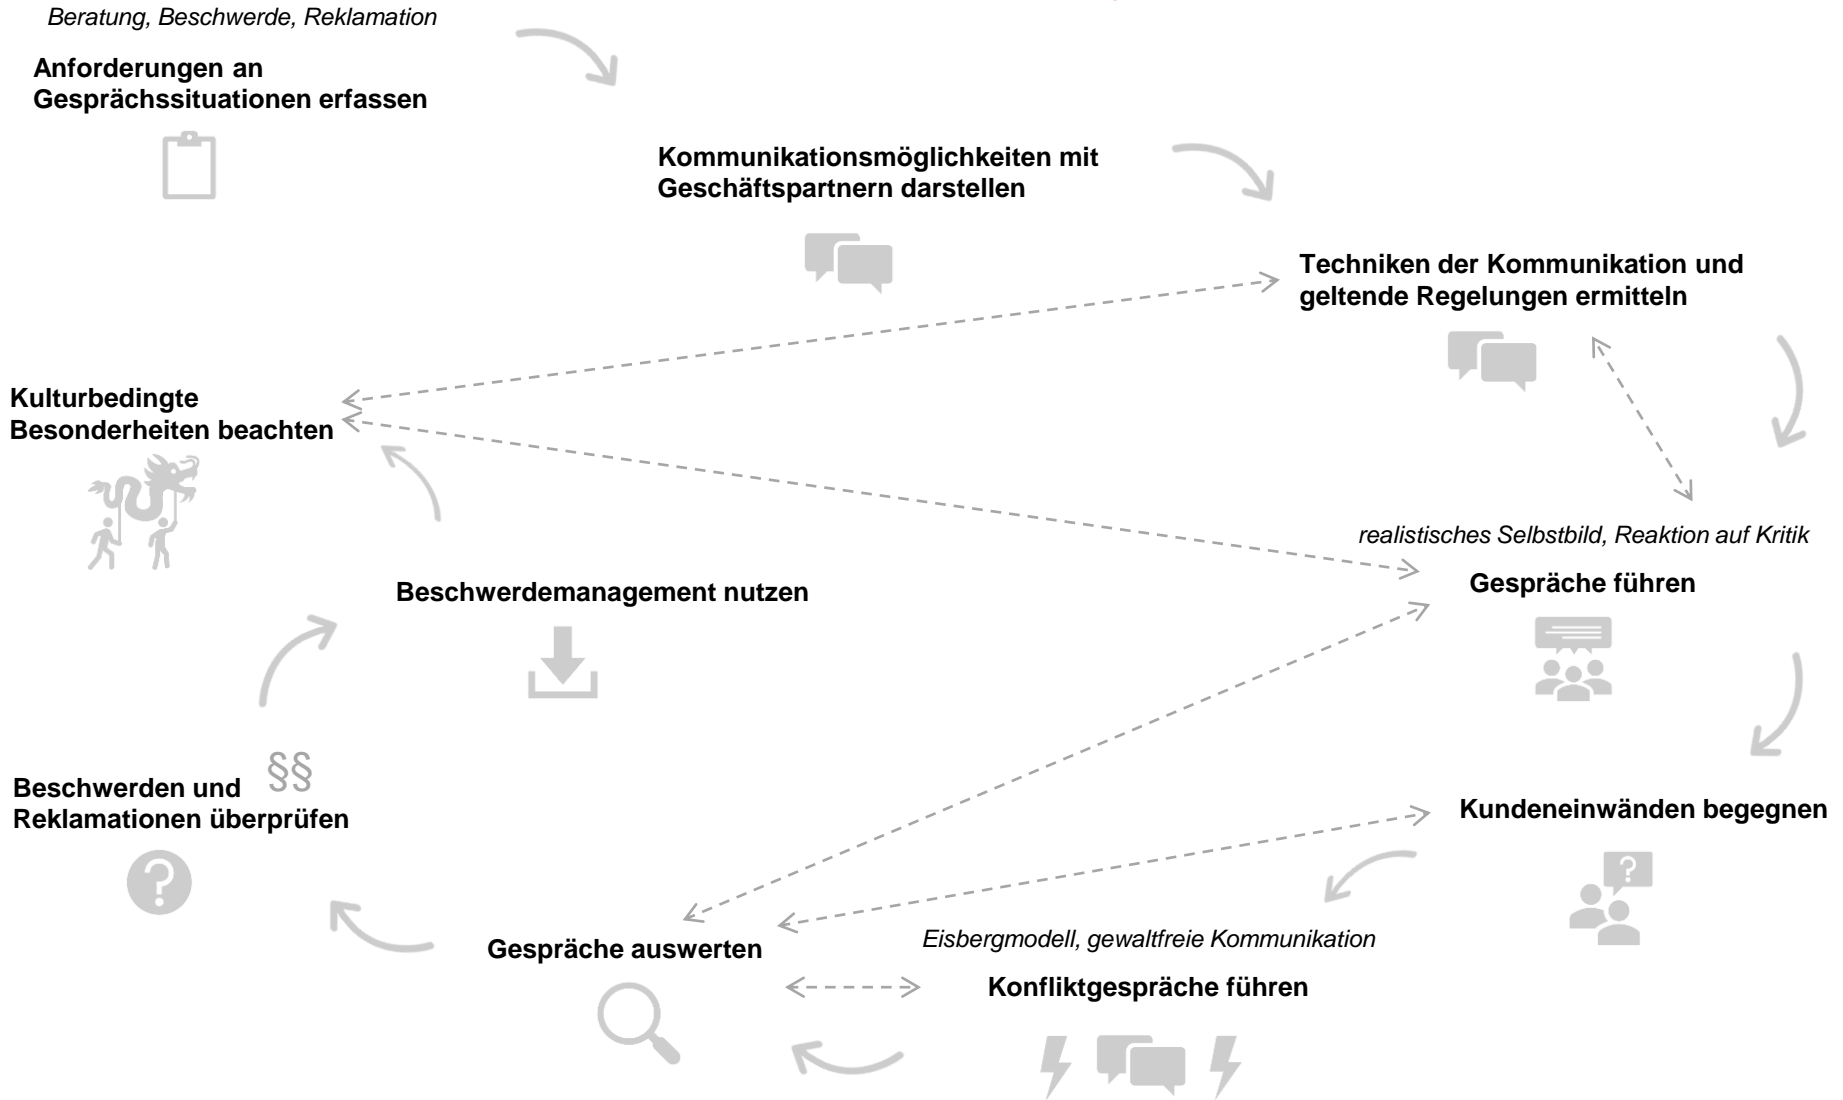 Beratung, Beschwerde, Reklamation
Anforderungen an
Gesprächssituationen erfassen
Kommunikationsmöglichkeiten mit
Geschäftspartnern darstellen
Techniken der Kommunikation und
geltende Regelungen ermitteln
Kulturbedingte
Besonderheiten beachten
realistisches Selbstbild, Reaktion auf Kritik
Gespräche führen
Beschwerdemanagement nutzen
§§
Beschwerden und
Reklamationen überprüfen
?
Kundeneinwänden begegnen
?
Gespräche auswerten
Eisbergmodell, gewaltfreie Kommunikation
Konfliktgespräche führen